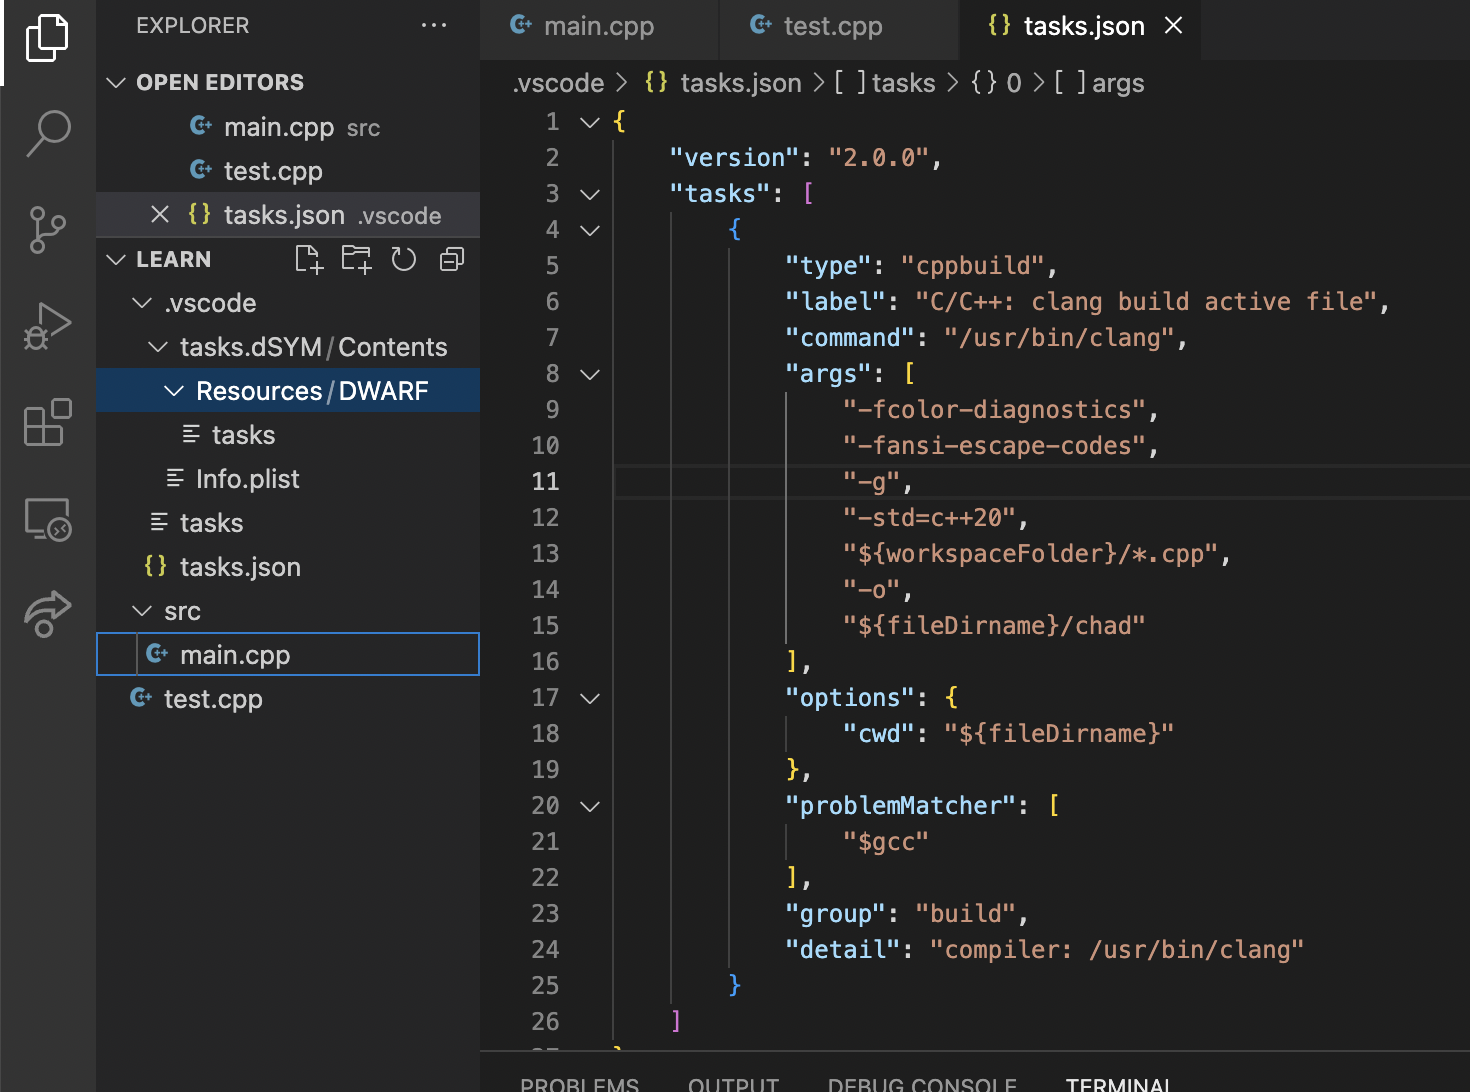 EXPLORER ...
OPEN EDITORS
main.cpp src
test.cpp
tasks.json .vscode
LEARN
.vscode
tasks.dSYM/Contents
Resources/DWARF
tasks
Info.plist
tasks
tasks.json
src
main.cpp
test.cpp
main.cpp test.cpp {} tasks.json
.vscode > {} tasks.json > [ ] tasks > {} 0 > [ ] args
1 {
2 "version": "2.0.0",
3 "tasks": [
4 {
5 "type": "cppbuild",
6 "label": "C/C++: clang build active file",
7 "command": "/usr/bin/clang",
8 "args": [
9 "-fcolor-diagnostics",
10 "-fansi-escape-codes",
11 "-g",
12 "-std=c++20",
13 "${workspaceFolder}/*.cpp",
14 "-o",
15 "${fileDirname}/chad"
16 ],
17 "options": {
18 "cwd": "${fileDirname}"
19 },
20 "problemMatcher": [
21 "$gcc"
22 ],
23 "group": "build",
24 "detail": "compiler: /usr/bin/clang"
25 }
26 ]
PROBLEMS OUTPUT DEBUG CONSOLE TERMINAL